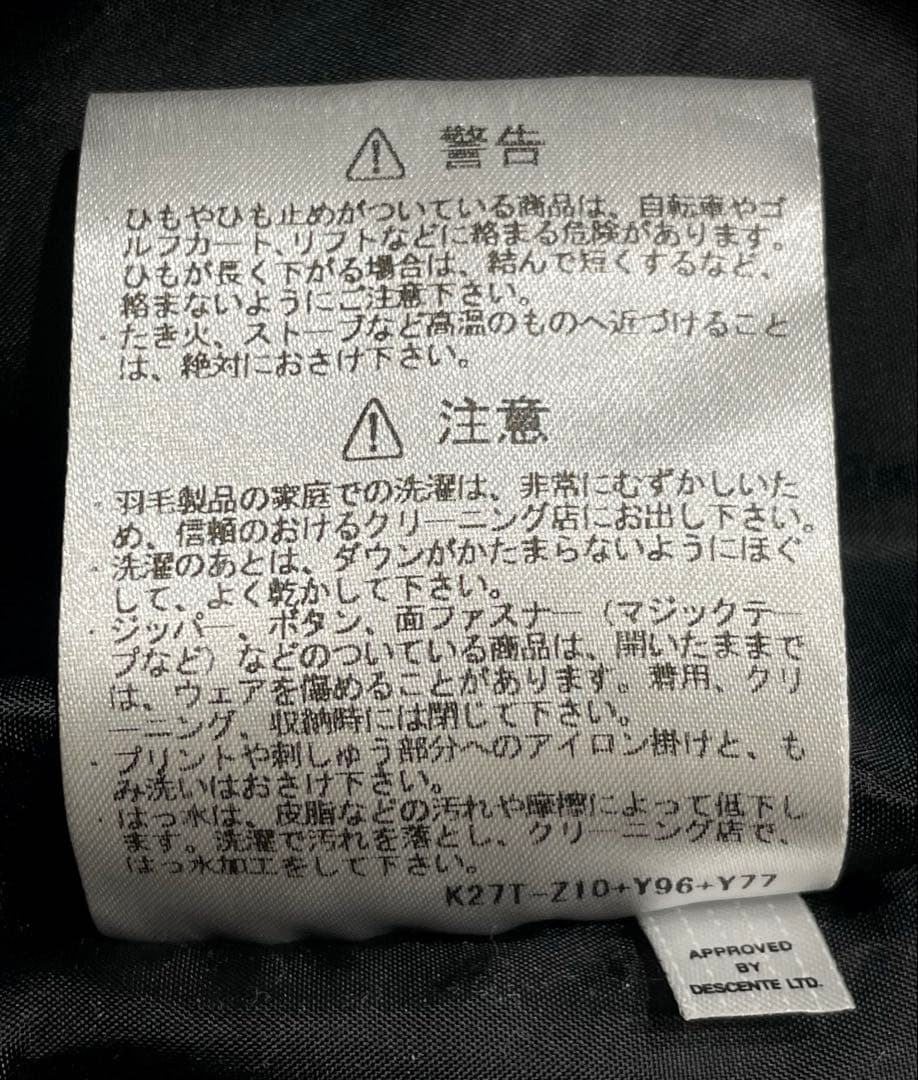 ⚠ 警告
・ひもやひも止めがついている商品は、自転車やゴ
ルフカート、リフトなどに絡まる危険があります。
ひもが長く下がる場合は、結んで短くするなど、
絡まないようにご注意下さい。
・たき火、ストーブなど高温のものへ近づけること
は、絶対におさけ下さい。
⚠ 注意
・羽毛製品の家庭での洗濯は、非常にむずかしいた
め、信頼のおけるクリーニング店にお出し下さい。
・洗濯のあとは、ダウンがかたまらないようにほぐ
して、よく乾かして下さい。
・ジッパー、ボタン、面ファスナー（マジックテー
プなど）などのついている商品は、開いたままで
は、ウェアを傷めることがあります。着用、クリ
ーニング、収納時には閉じて下さい。
・プリントや刺しゅう部分へのアイロン掛けと、も
み洗いはおさけ下さい。
・はっ水は、皮脂などの汚れや摩擦によって低下し
ます。洗濯で汚れを落とし、クリーニング店で、
はっ水加工をして下さい。
K27T-Z10+Y96+Y77
APPROVED
BY
DESCENTE LTD.